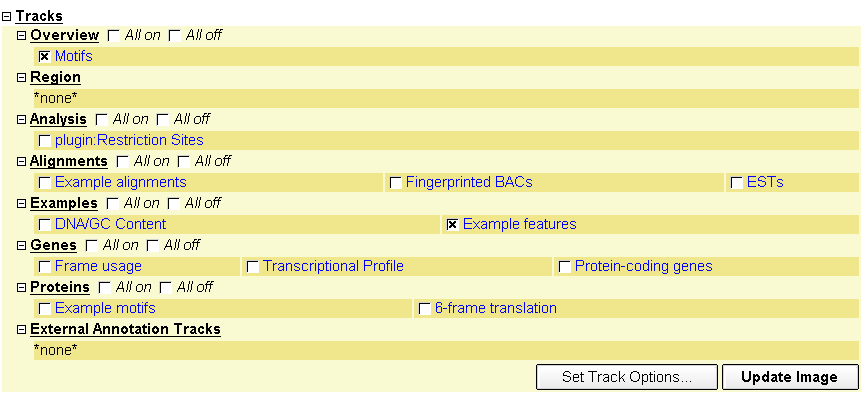 Tracks
Overview All on All off
Motifs
Region
*none*
Analysis All on All off
plugin:Restriction Sites
Alignments All on All off
Example alignments Fingerprinted BACs ESTs
Examples All on All off
DNA/GC Content Example features
Genes All on All off
Frame usage Transcriptional Profile Protein-coding genes
Proteins All on All off
Example motifs 6-frame translation
External Annotation Tracks
*none*
Set Track Options... Update Image